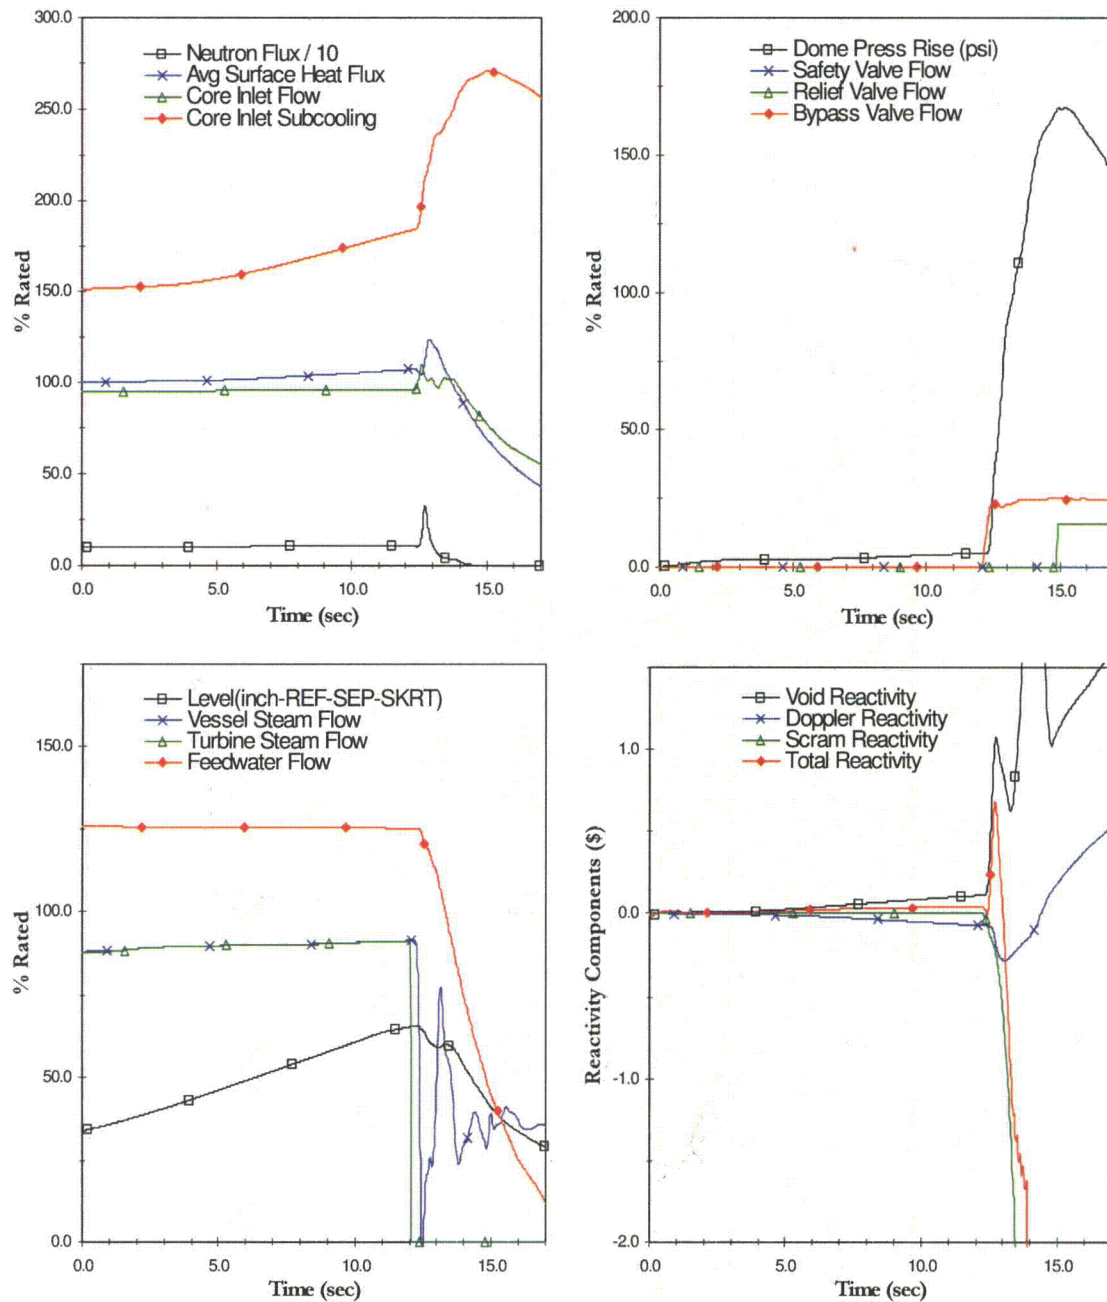 300.0
Neutron Flux / 10
Avg Surface Heat Flux
Core Inlet Flow
Core Inlet Subcooling
250.0
200.0
150.0
100.0
50.0
0.0
% Rated
0.0 5.0 10.0 15.0
Time (sec)
200.0
Dome Press Rise (psi)
Safety Valve Flow
Relief Valve Flow
Bypass Valve Flow
150.0
100.0
50.0
0.0
% Rated
0.0 5.0 10.0 15.0
Time (sec)
Level(inch-REF-SEP-SKRT)
Vessel Steam Flow
Turbine Steam Flow
Feedwater Flow
150.0
100.0
50.0
0.0
% Rated
0.0 5.0 10.0 15.0
Time (sec)
Void Reactivity
Doppler Reactivity
Scram Reactivity
Total Reactivity
1.0
0.0
-1.0
-2.0
Reactivity Components ($)
0.0 5.0 10.0 15.0
Time (sec)